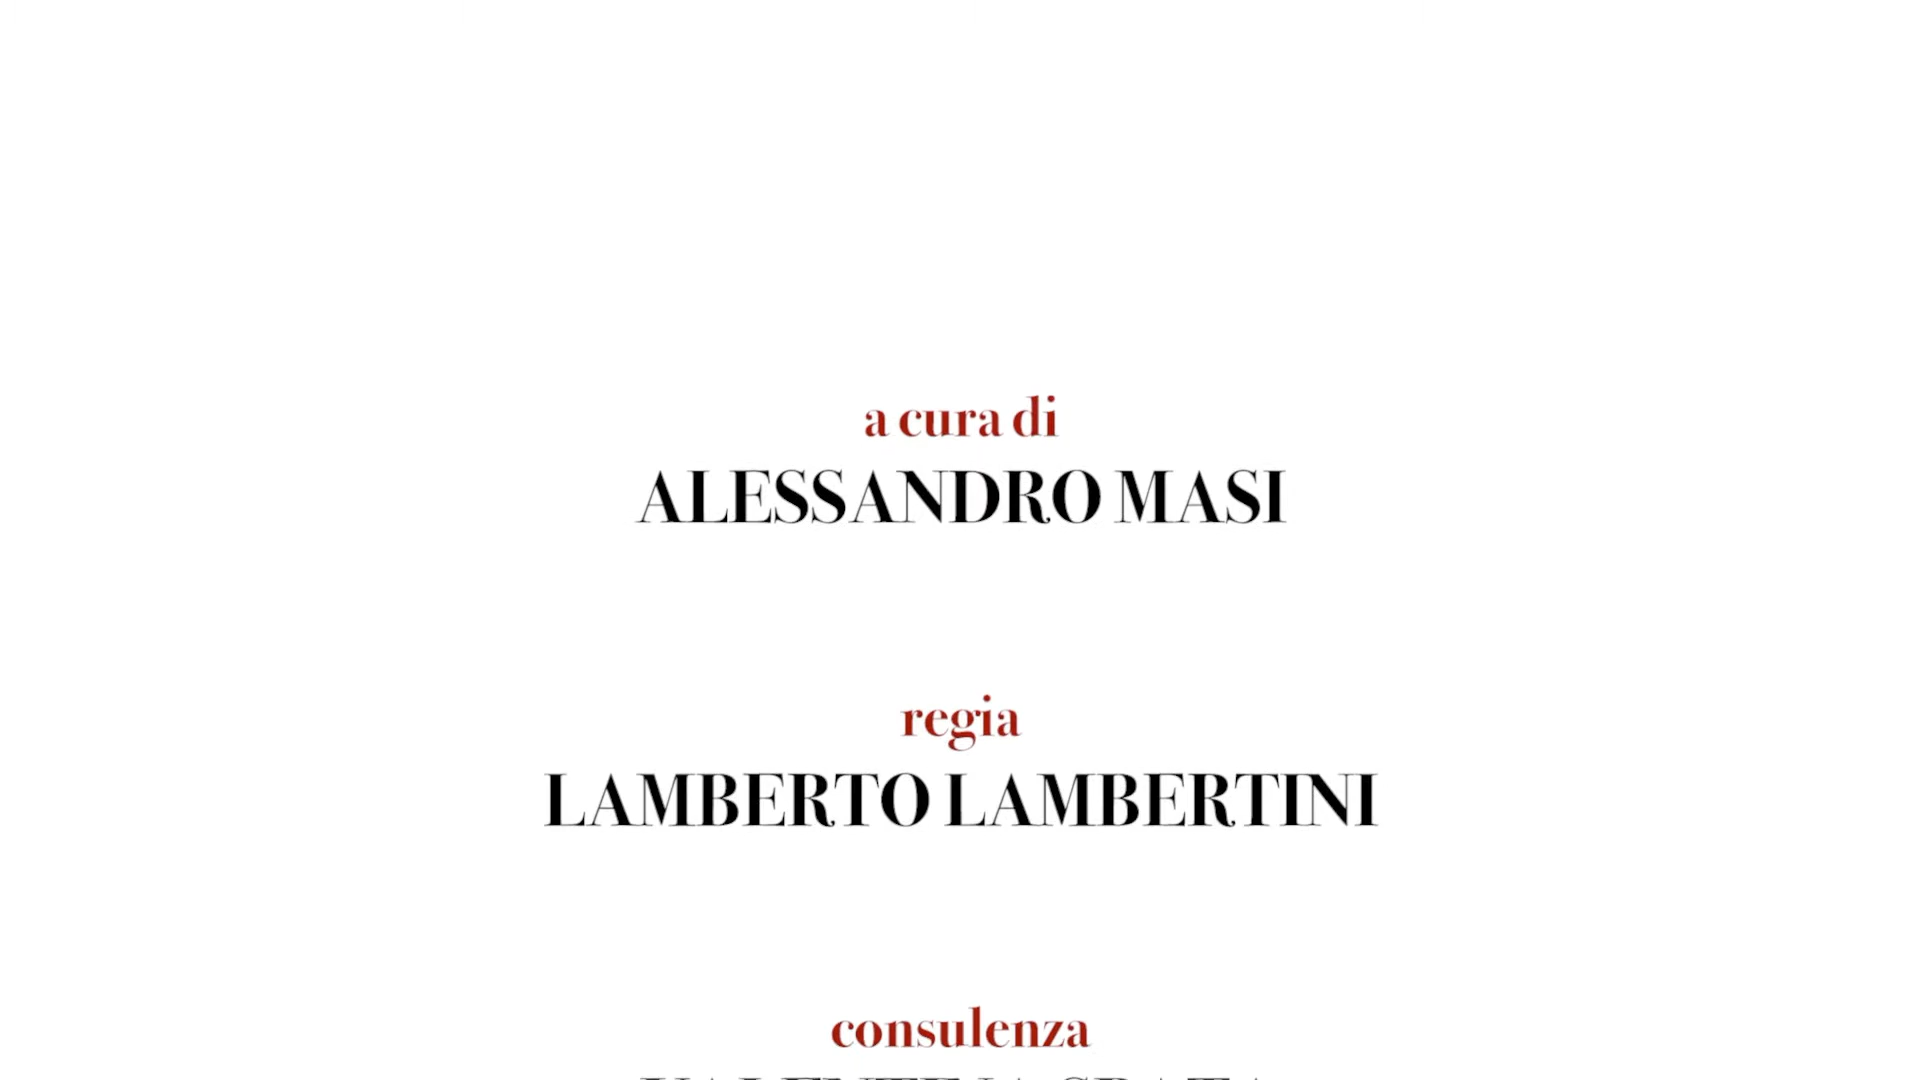 a cura di
ALESSANDRO MASI
regia
LAMBERTO LAMBERTINI
consulenza